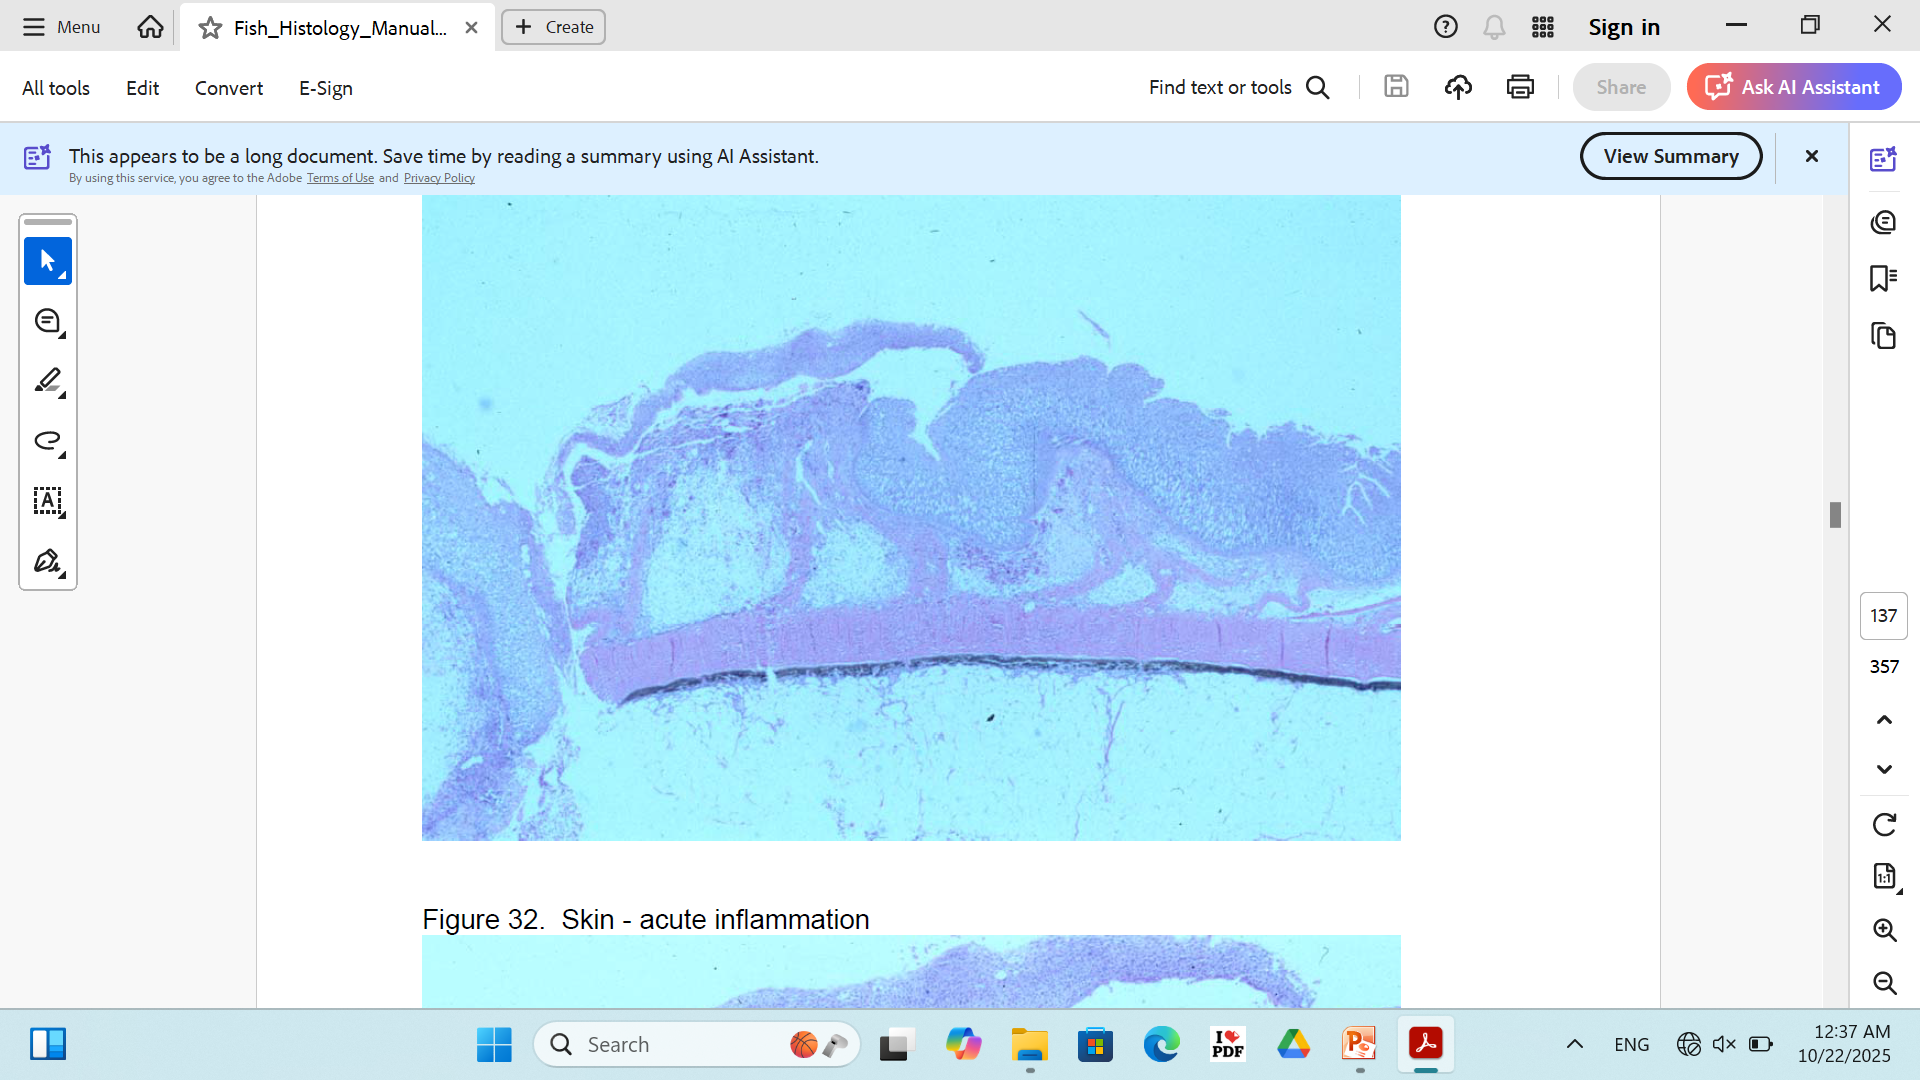 Menu
Fish_Histology_Manual...
Create
Sign in
All tools
Edit
Convert
E-Sign
Find text or tools
Share
Ask AI Assistant
This appears to be a long document. Save time by reading a summary using AI Assistant.
By using this service, you agree to the Adobe Terms of Use and Privacy Policy
View Summary
A
137
357
1:1
Figure 32. Skin - acute inflammation
Search
I PDF
P
ENG
12:37 AM
10/22/2025